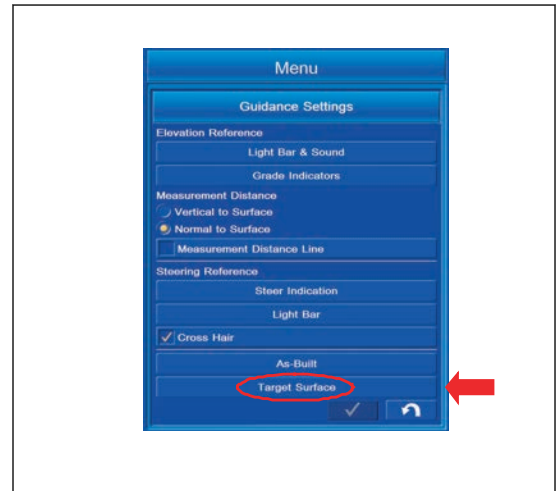 Menu
Guidance Settings
Elevation Reference
Light Bar & Sound
Grade Indicators
Measurement Distance
Vertical to Surface
Normal to Surface
Measurement Distance Line
Steering Reference
Steer Indication
Light Bar
Cross Hair
As-Built
Target Surface